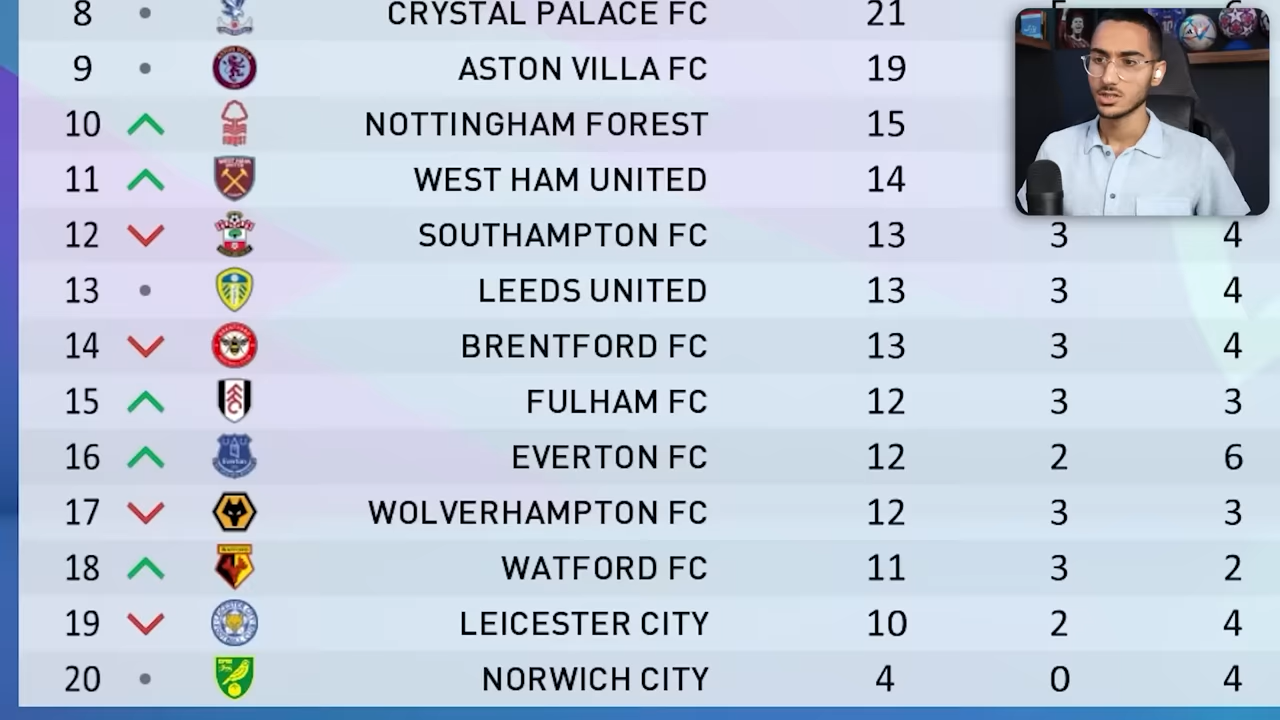 8 CRYSTAL PALACE FC 21
9 ASTON VILLA FC 19
10 NOTTINGHAM FOREST 15
11 WEST HAM UNITED 14
12 SOUTHAMPTON FC 13 3 4
13 LEEDS UNITED 13 3 4
14 BRENTFORD FC 13 3 4
15 FULHAM FC 12 3 3
16 EVERTON FC 12 2 6
17 WOLVERHAMPTON FC 12 3 3
18 WATFORD FC 11 3 2
19 LEICESTER CITY 10 2 4
20 NORWICH CITY 4 0 4